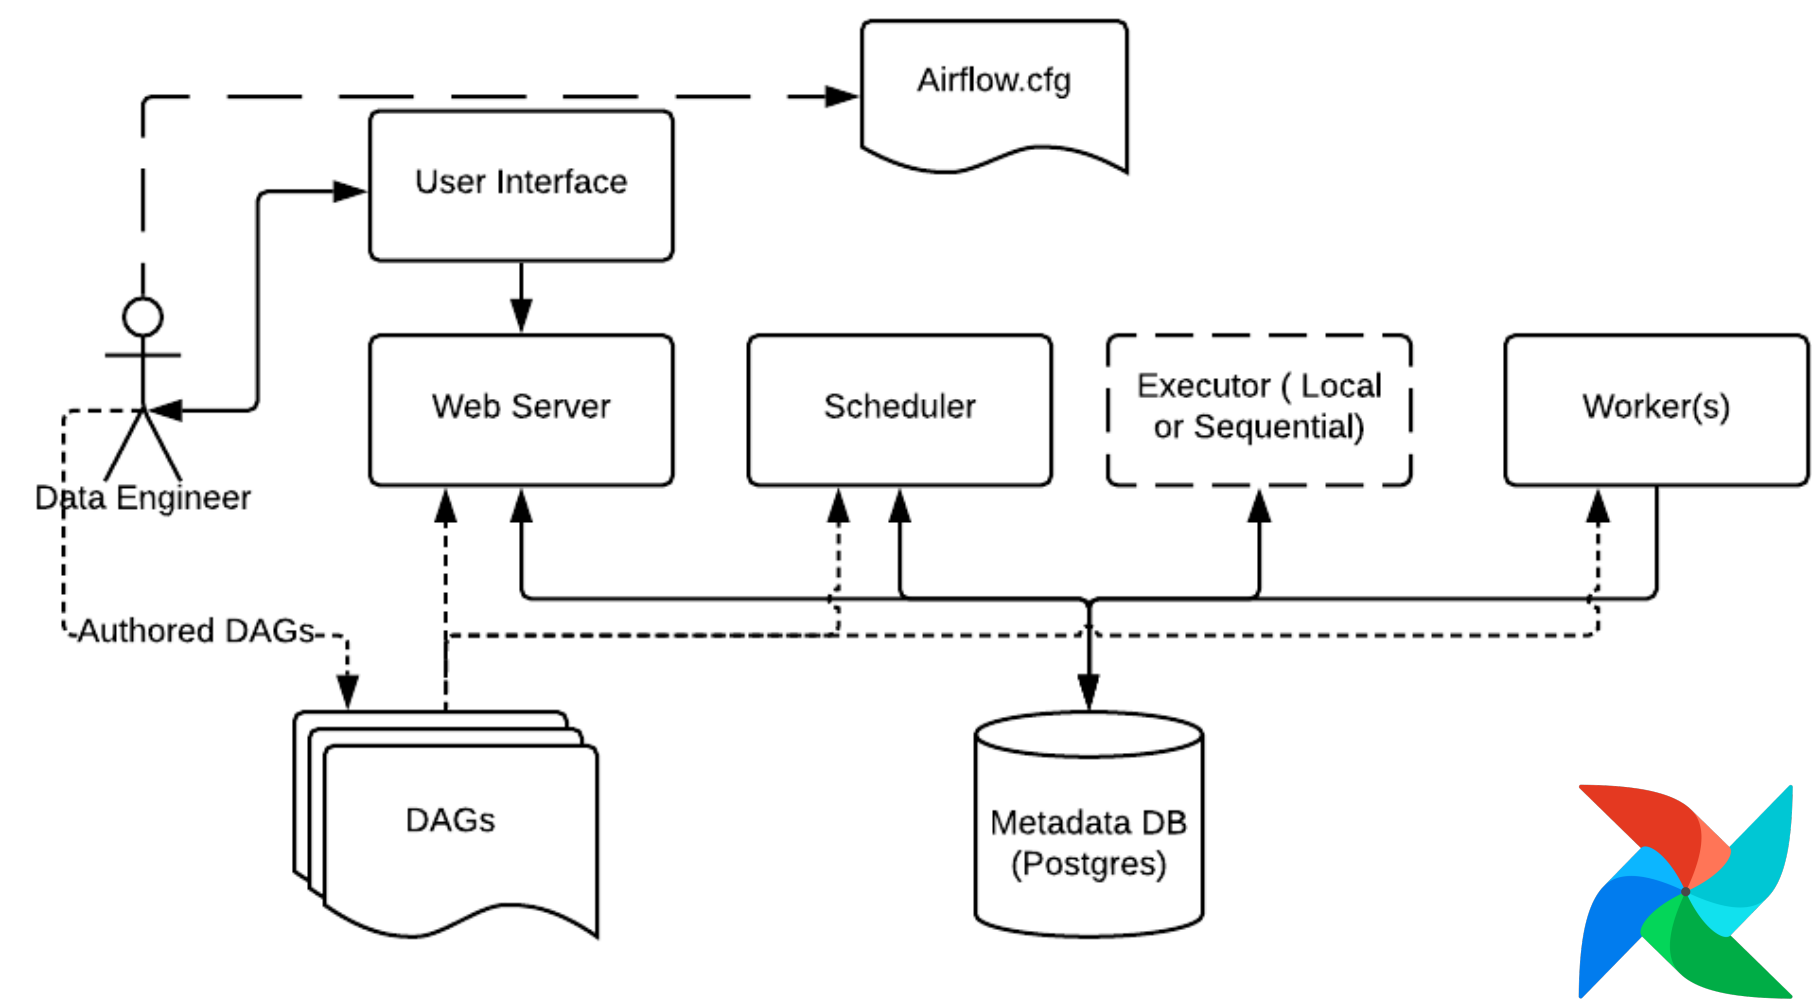 Airflow.cfg
User Interface
Web Server
Scheduler
Executor ( Local
or Sequential)
Worker(s)
Data Engineer
Authored DAGs
DAGs
Metadata DB
(Postgres)